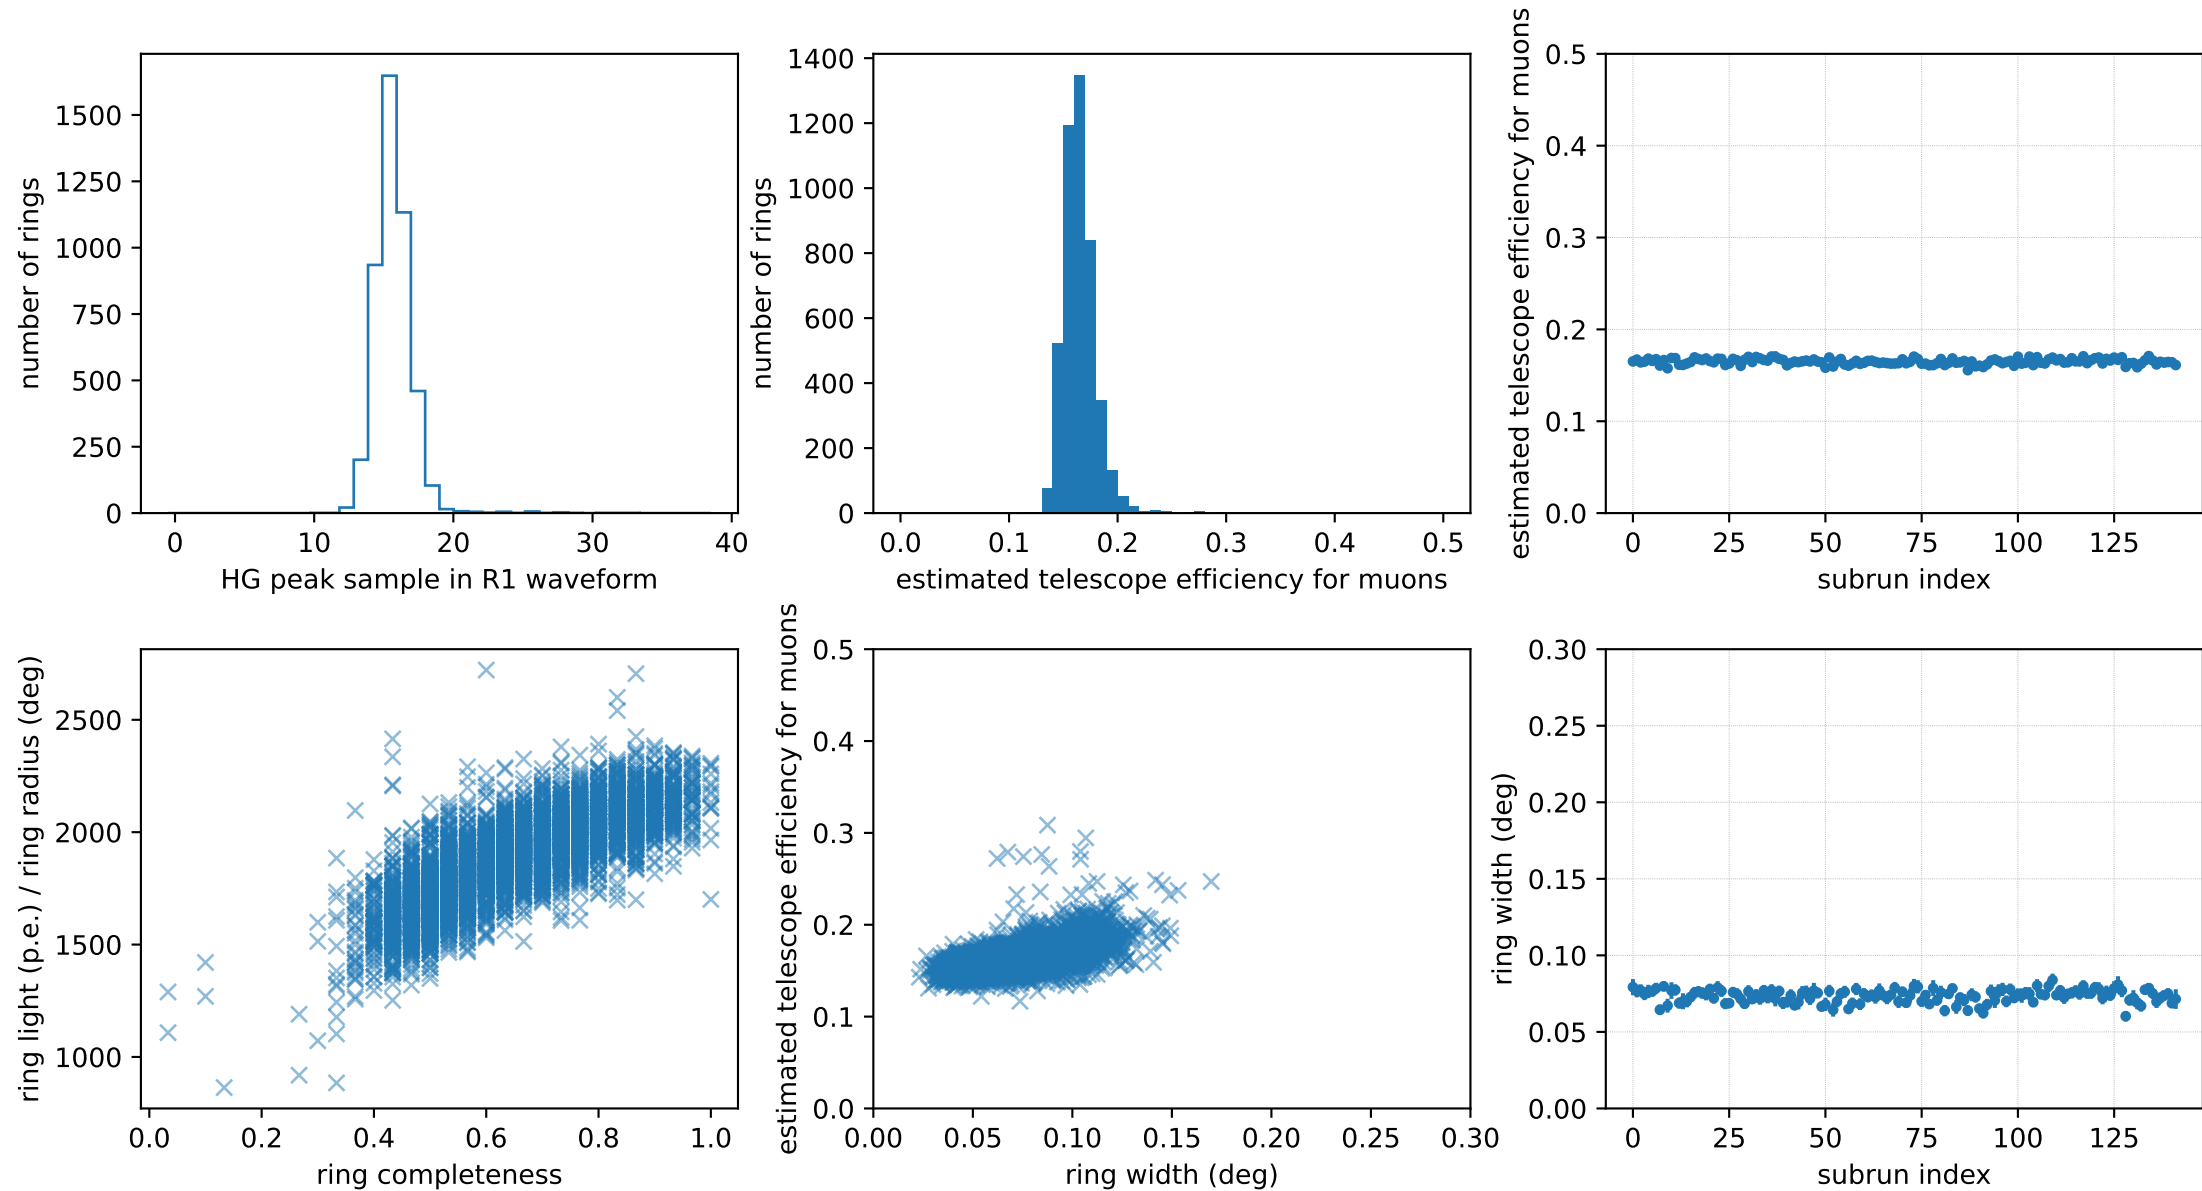 number of rings
1500
1250
1000
750
500
250
0
0 10 20 30 40
HG peak sample in R1 waveform
number of rings
1400
1200
1000
800
600
400
200
0
0.0 0.1 0.2 0.3 0.4 0.5
estimated telescope efficiency for muons
estimated telescope efficiency for muons
0.5
0.4
0.3
0.2
0.1
0.0
0 25 50 75 100 125
subrun index
ring light (p.e.) / ring radius (deg)
2500
2000
1500
1000
0.0 0.2 0.4 0.6 0.8 1.0
ring completeness
estimated telescope efficiency for muons
0.5
0.4
0.3
0.2
0.1
0.0
0.00 0.05 0.10 0.15 0.20 0.25 0.30
ring width (deg)
ring width (deg)
0.30
0.25
0.20
0.15
0.10
0.05
0.00
0 25 50 75 100 125
subrun index